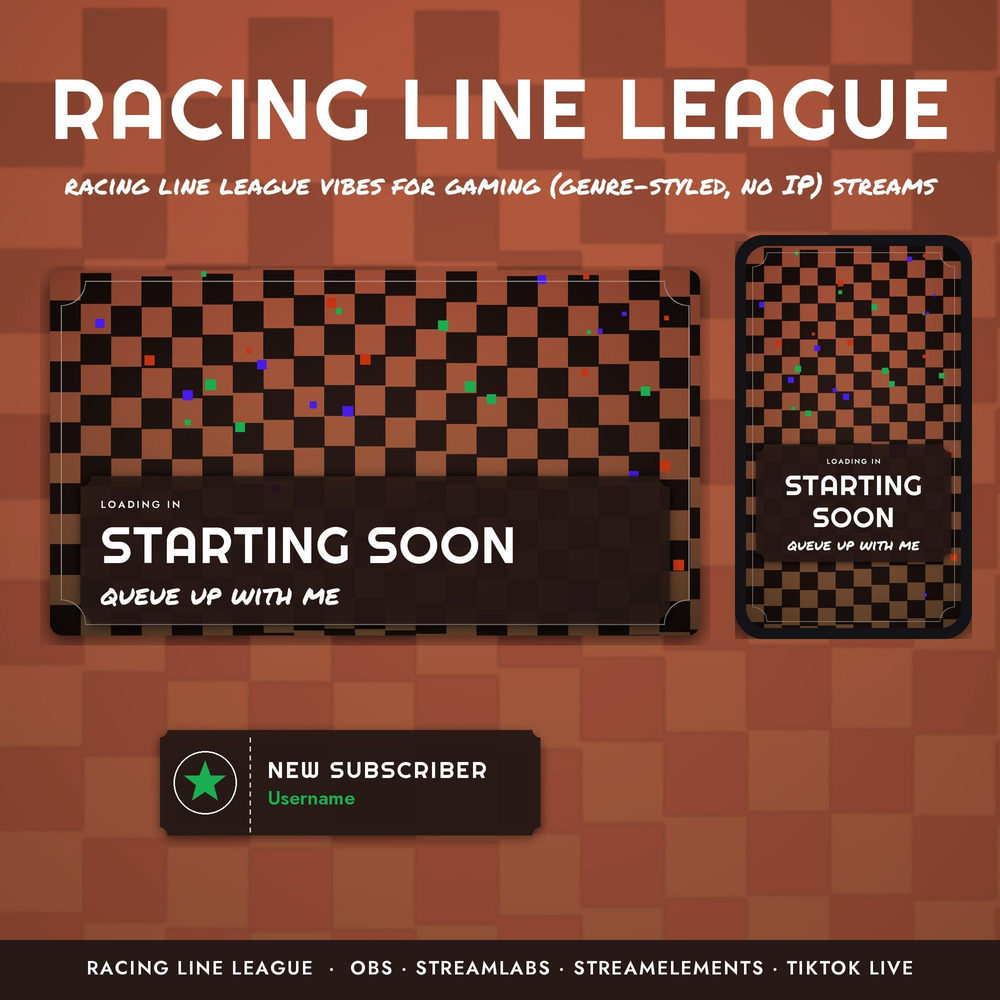 RACING LINE LEAGUE
RACING LINE LEAGUE VIBES FOR GAMING (GENRE-STYLED, NO IP) STREAMS
LOADING IN
STARTING SOON
QUEUE UP WITH ME
LOADING IN
STARTING
SOON
QUEUE UP WITH ME
NEW SUBSCRIBER
Username
RACING LINE LEAGUE · OBS · STREAMLABS · STREAMELEMENTS · TIKTOK LIVE